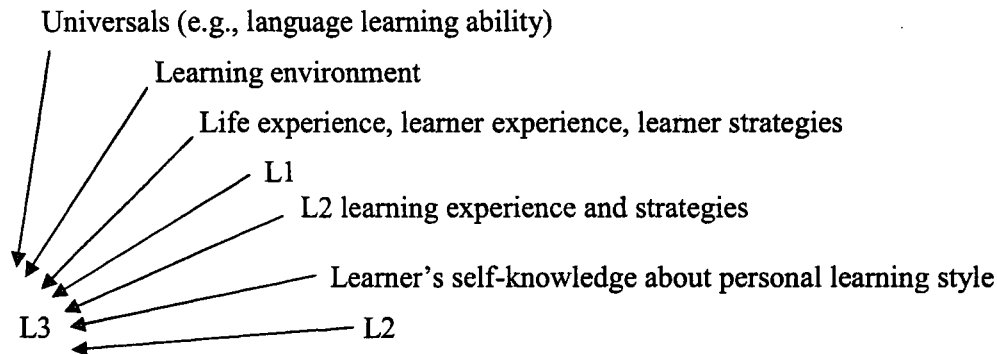 Universals (e.g., language learning ability)
Learning environment
Life experience, learner experience, learner strategies
L1
L2 learning experience and strategies
Learner's self-knowledge about personal learning style
L3
L2